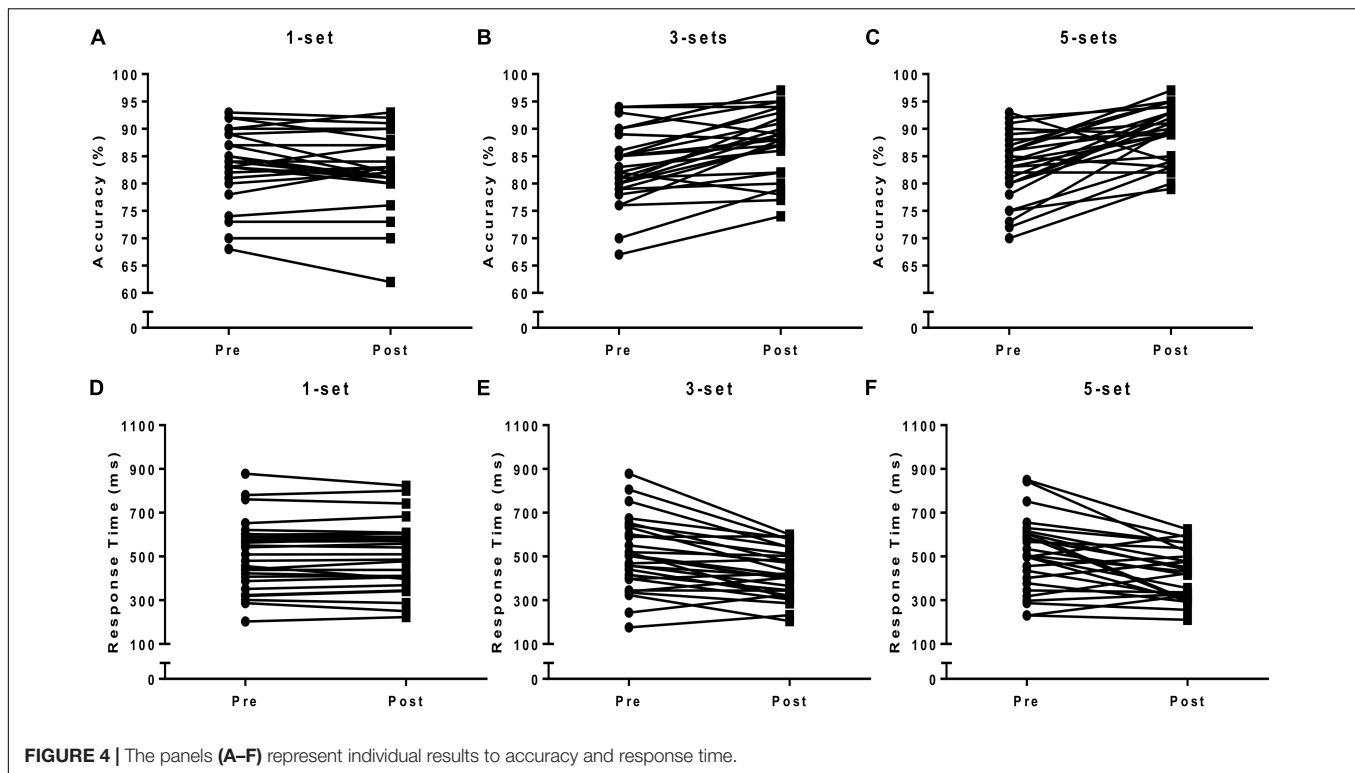 A 1-set
B 3-sets
C 5-sets
Accuracy (%)
100
95
90
85
80
75
70
65
60
0
Pre Post
Accuracy (%)
100
95
90
85
80
75
70
65
60
0
Pre Post
Accuracy (%)
100
95
90
85
80
75
70
65
60
0
Pre Post
D 1-set
E 3-set
F 5-set
Response Time (ms)
1100
900
700
500
300
100
0
Pre Post
Response Time (ms)
1100
900
700
500
300
100
0
Pre Post
Response Time (ms)
1100
900
700
500
300
100
0
Pre Post
FIGURE 4 | The panels (A–F) represent individual results to accuracy and response time.